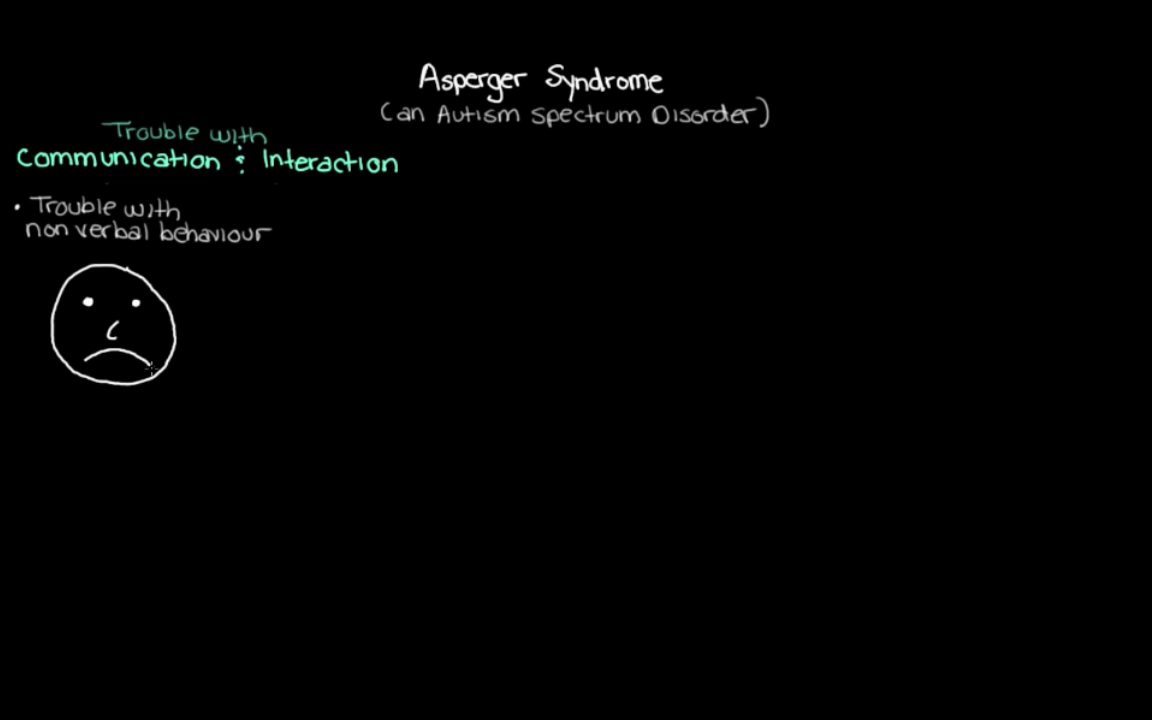 Asperger Syndrome
(an Autism Spectrum Disorder)
Trouble with
Communication & Interaction
• Trouble with
non verbal behaviour